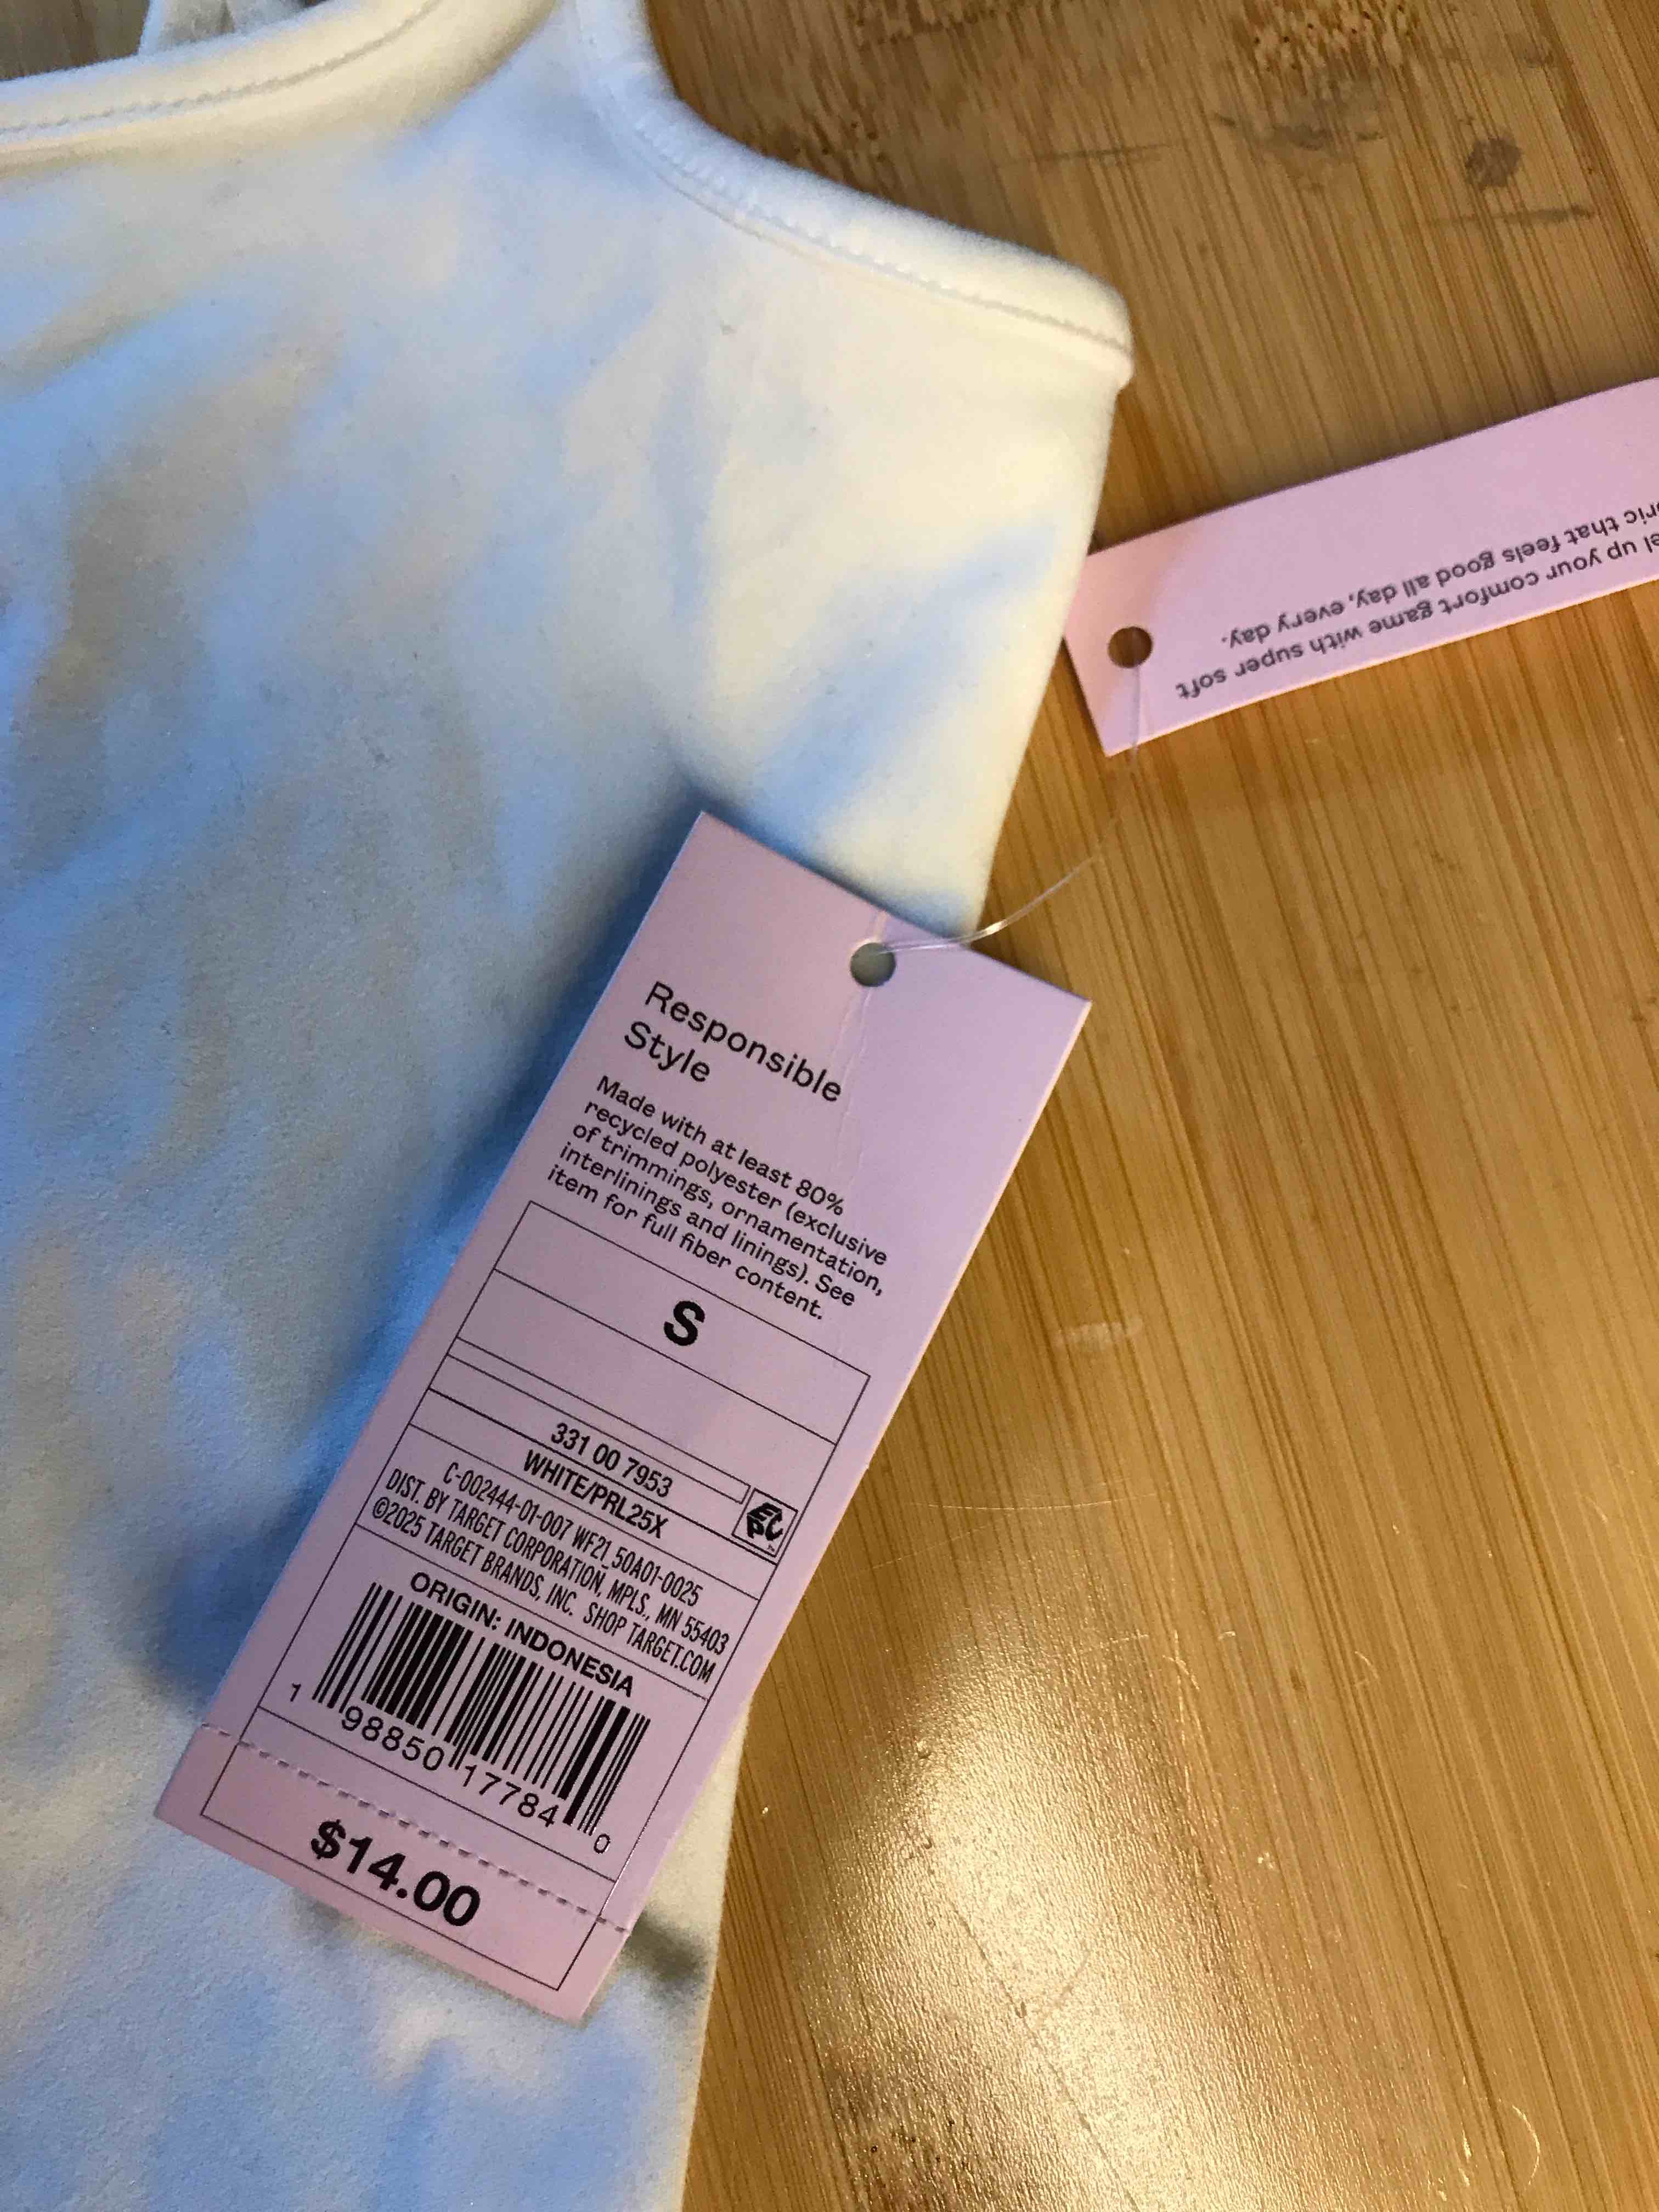 el up your comfort game with super soft
ric that feels good all day, every day.
Responsible
Style
Made with at least 80%
recycled polyester (exclusive
of trimmings, ornamentation,
interlinings and linings). See
item for full fiber content.
S
331 00 7953
WHITE/PRL25X
EPC
C-002444-01-007 WF21_50A01-0025
DIST. BY TARGET CORPORATION, MPLS., MN 55403
©2025 TARGET BRANDS, INC. SHOP TARGET.COM
ORIGIN: INDONESIA
1 98850 17784 0
$14.00